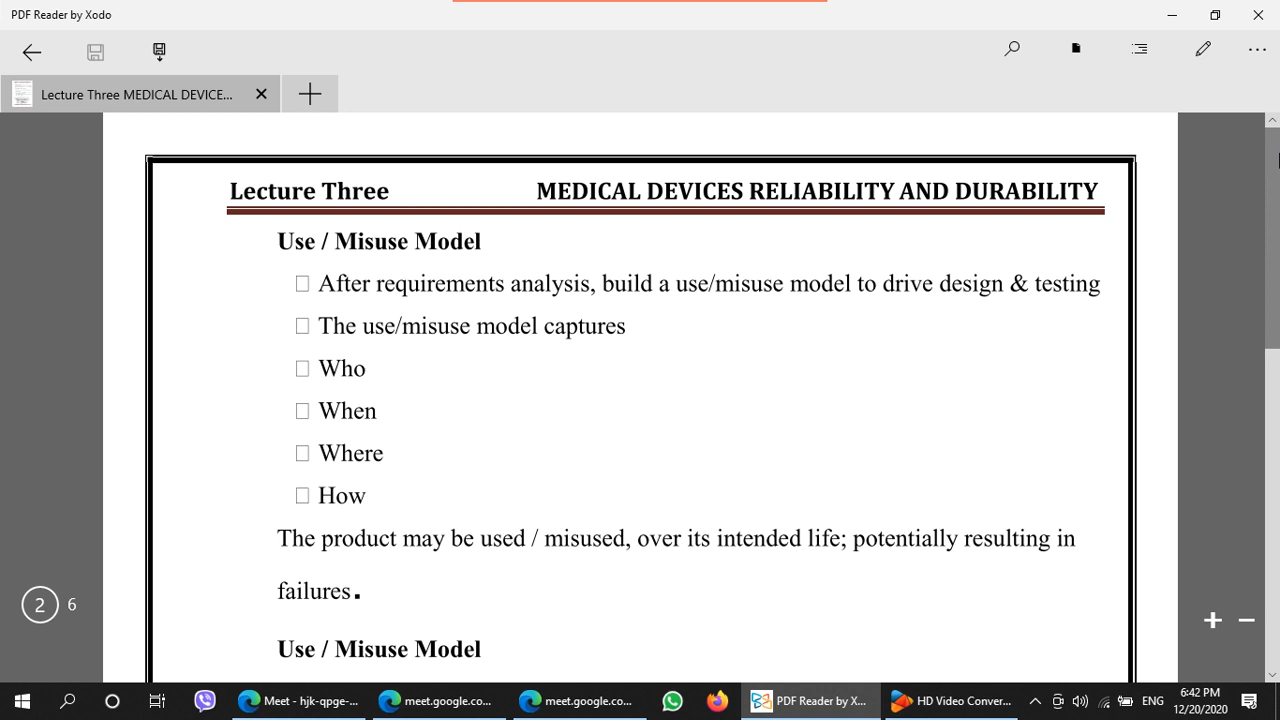 PDF Reader by Xodo
Lecture Three MEDICAL DEVICE...
Lecture Three MEDICAL DEVICES RELIABILITY AND DURABILITY
Use / Misuse Model
After requirements analysis, build a use/misuse model to drive design & testing
The use/misuse model captures
Who
When
Where
How
The product may be used / misused, over its intended life; potentially resulting in
failures.
2 6
Use / Misuse Model
Meet - hjk-qpge-... meet.google.co... meet.google.co... PDF Reader by X... HD Video Conver... ENG 6:42 PM
12/20/2020